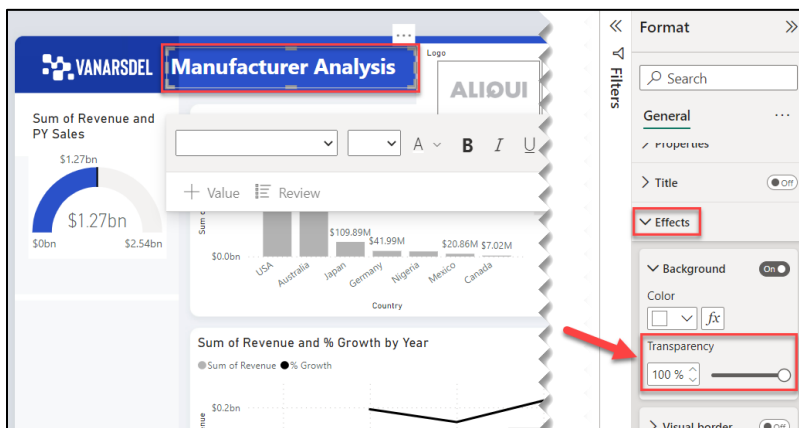 VANARSDEL
Manufacturer Analysis
Logo
ALIQUI
Sum of Revenue and
PY Sales
$1.27bn
$1.27bn
$0bn
$2.54bn
A
B
I
U
Value
Review
$109.89M
$41.99M
$20.86M
$7.02M
$0.0bn
USA
Australia
Japan
Germany
Nigeria
Mexico
Canada
Country
Sum of Revenue and % Growth by Year
Sum of Revenue
% Growth
$0.2bn
Filters
Format
Search
General
...
Properties
Title
Off
Effects
Background
On
Color
fx
Transparency
100 %
Visual border
Off